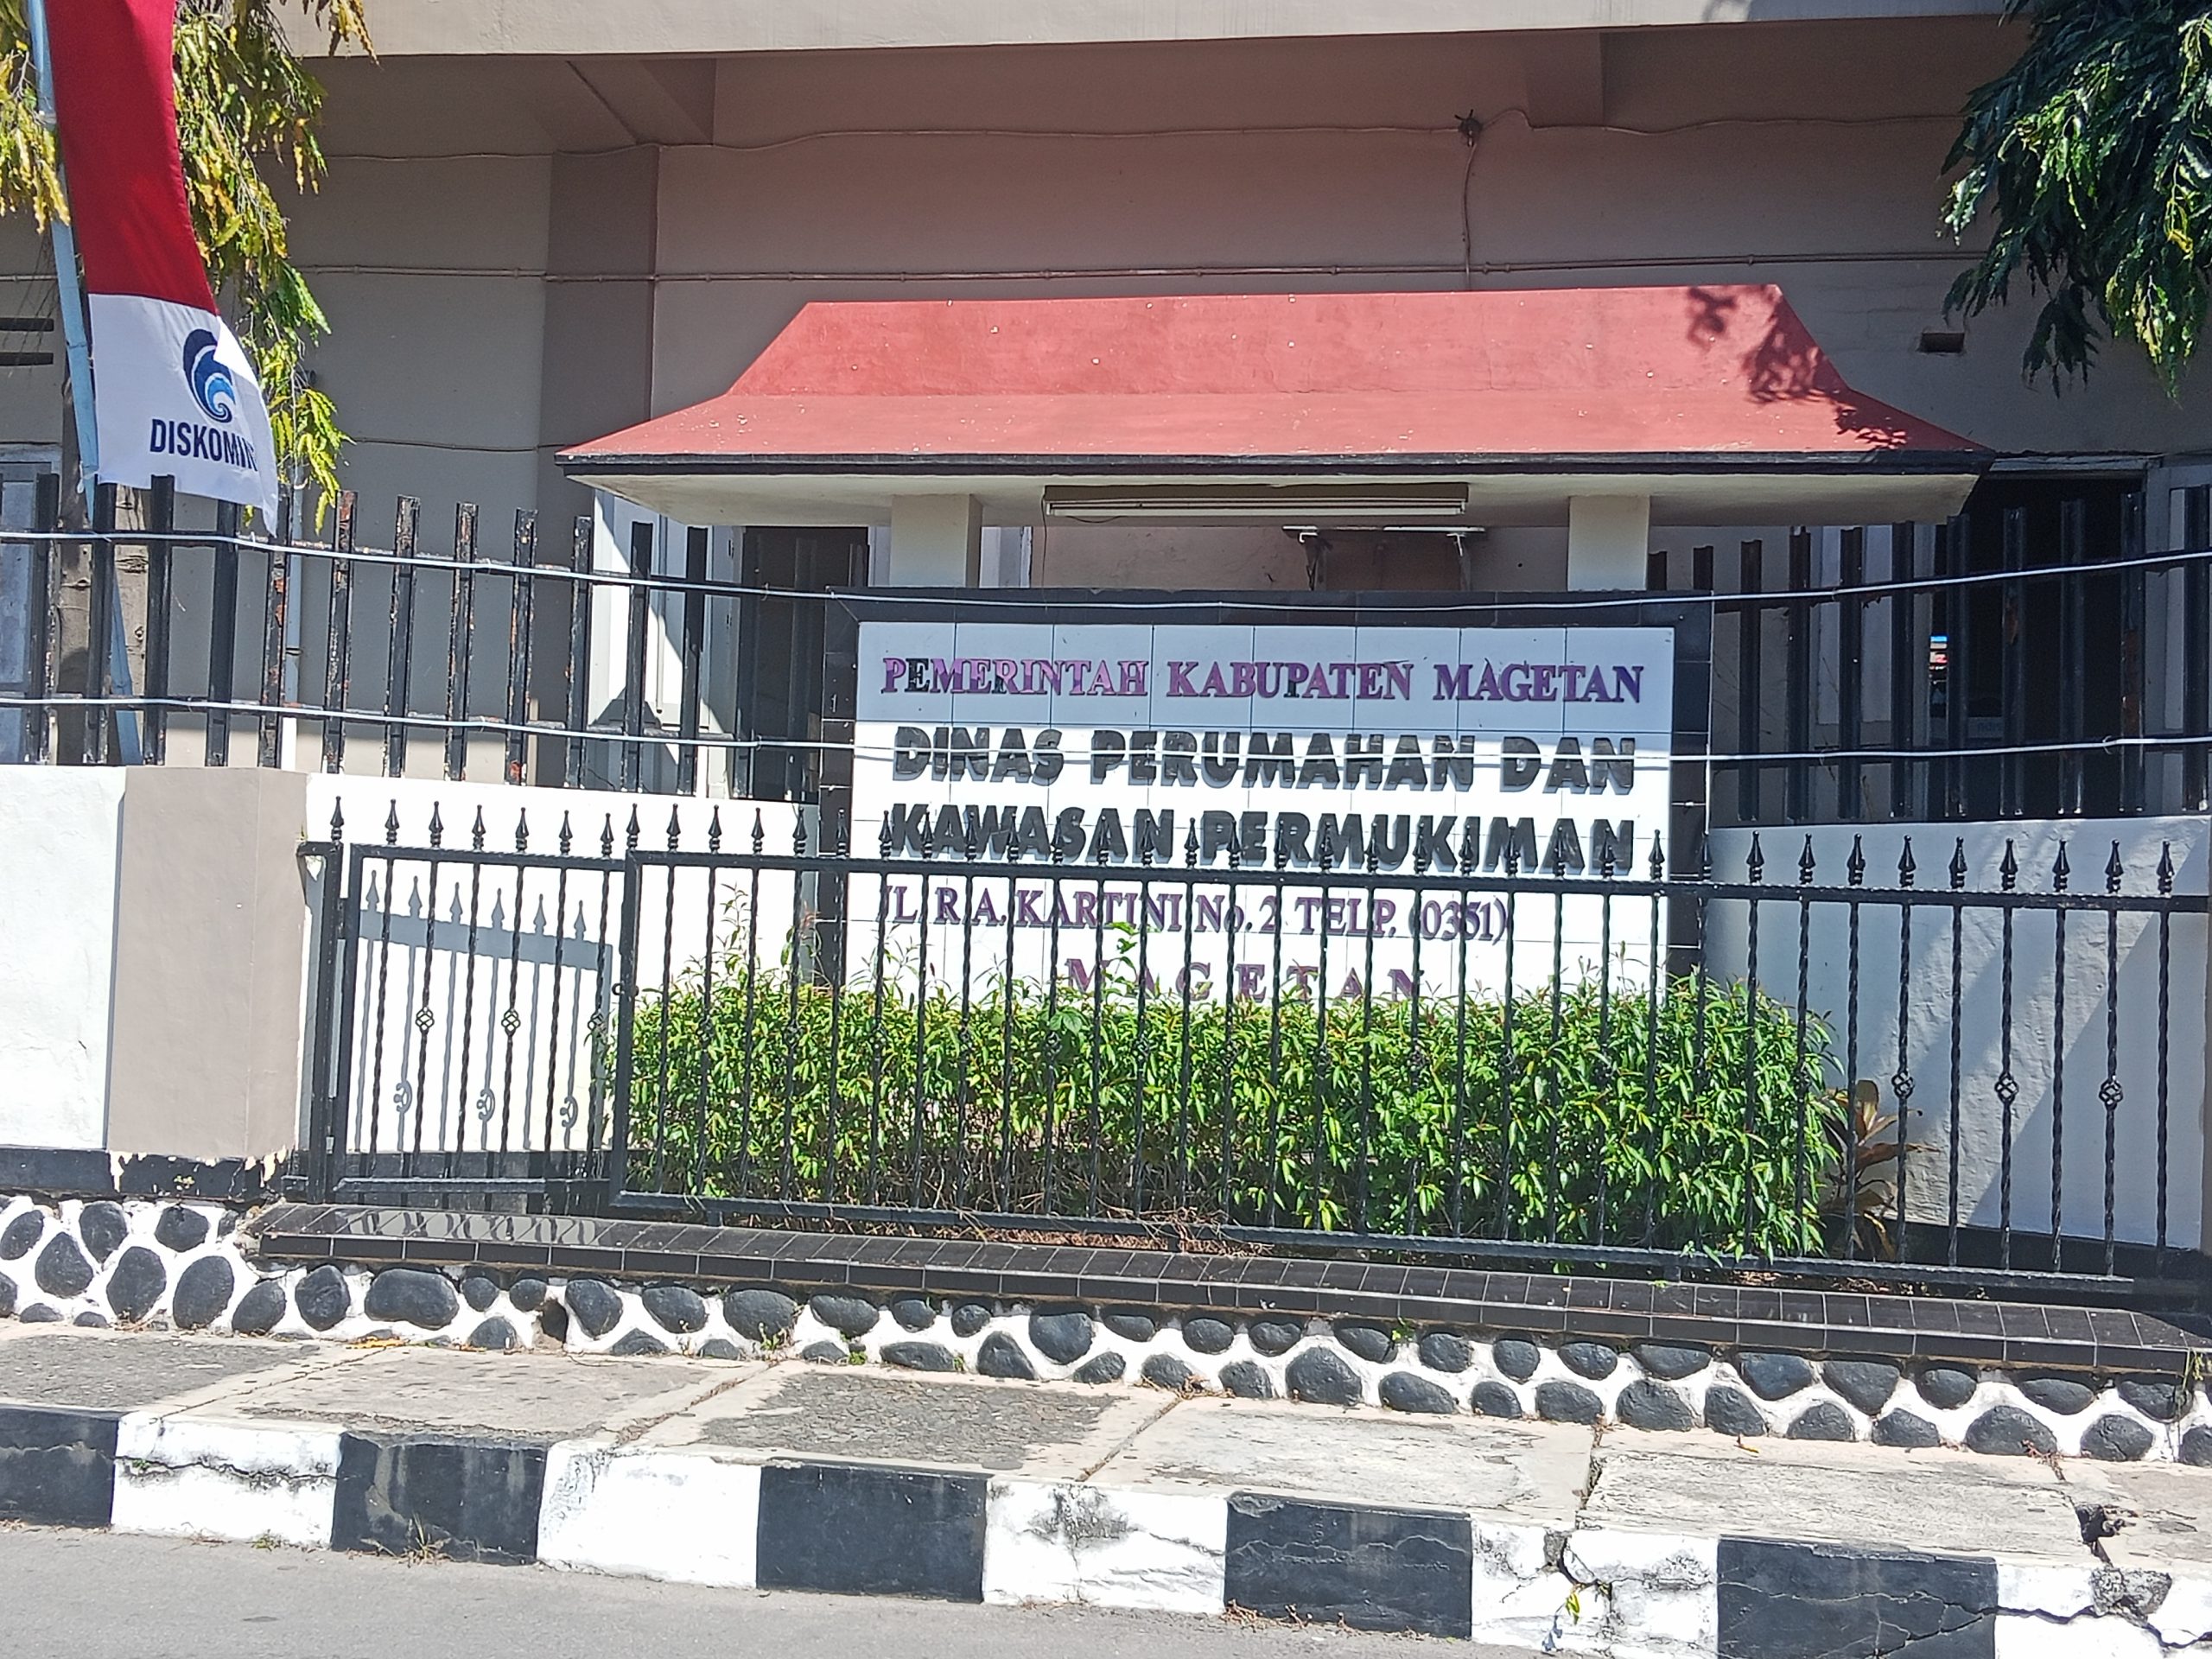 DISKOMIN
PEMERINTAH KABUPATEN MAGETAN
DINAS PERUMAHAN DAN
KAWASAN PERMUKIMAN
JL. R.A. KARTINI No. 2 TELP. (0351)
MAGETAN